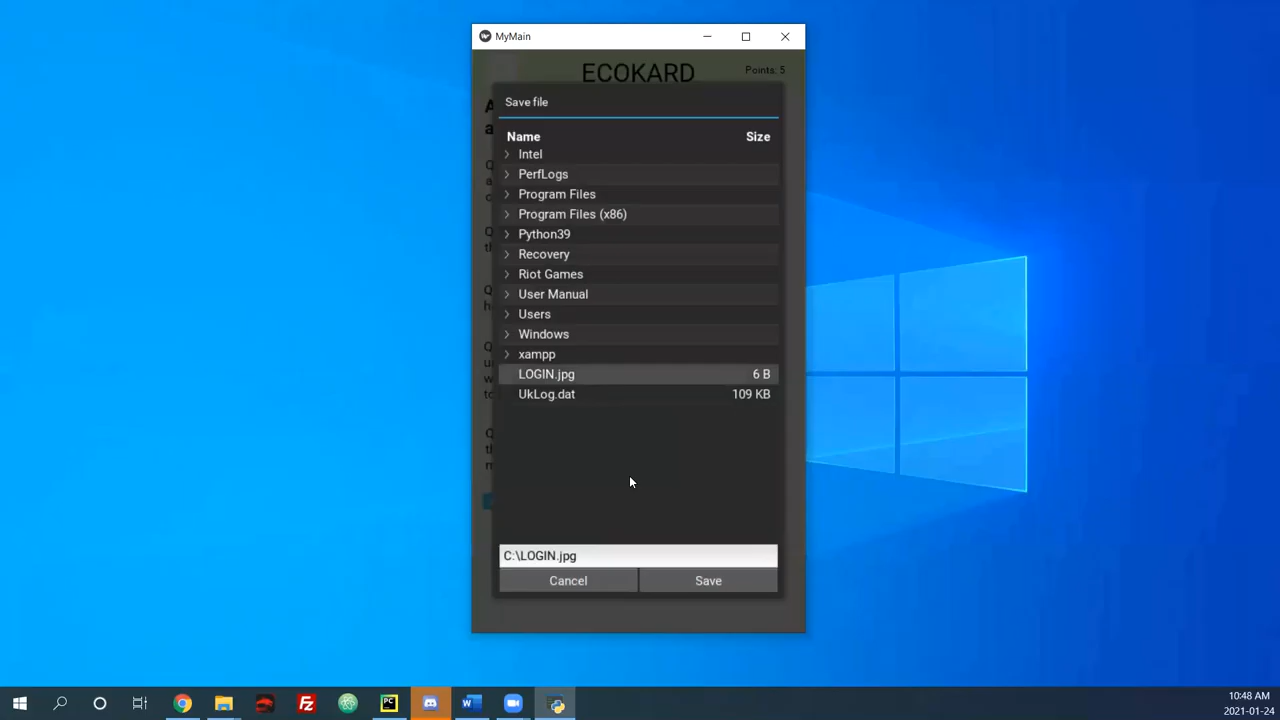 MyMain
ECOKARD
Points: 5
Save file
Name Size
Intel
PerfLogs
Program Files
Program Files (x86)
Python39
Recovery
Riot Games
User Manual
Users
Windows
xampp
LOGIN.jpg 6 B
UkLog.dat 109 KB
C:\LOGIN.jpg
Cancel Save
10:48 AM
2021-01-24